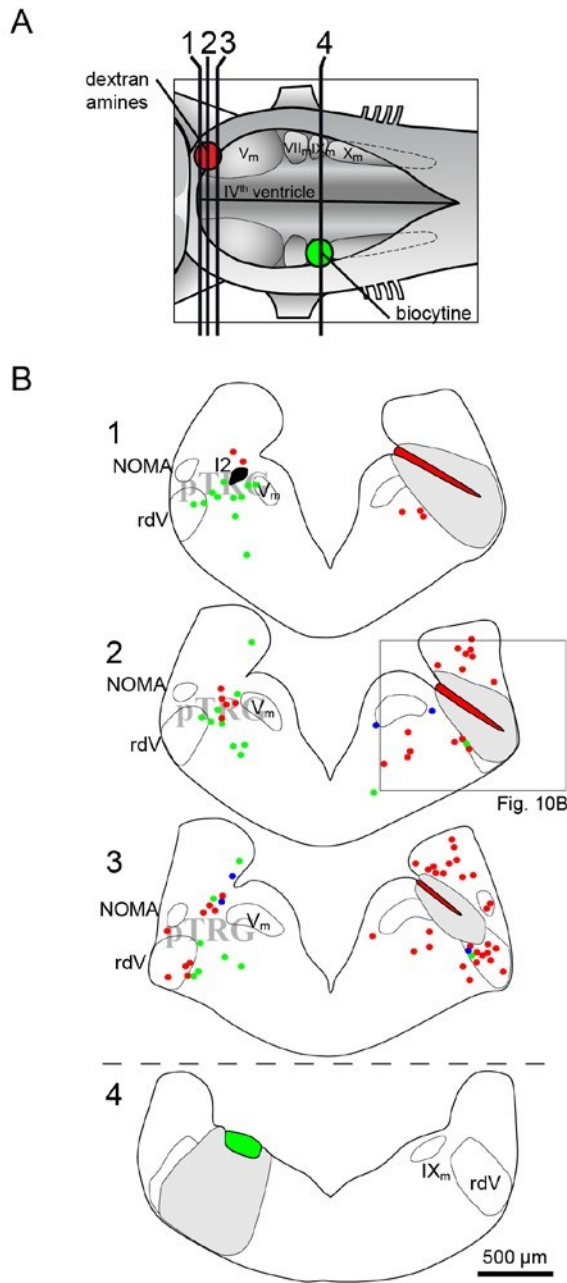 A
1 2 3 4
dextran
amines
Vm VIIm IXm Xm
IVth ventricle
biocytine
B
1
I2
NOMA
pTRG
Vm
rdV
2
NOMA
pTRG
Vm
rdV
Fig. 10B
3
NOMA
Vm
pTRG
rdV
4
IXm
rdV
500 µm